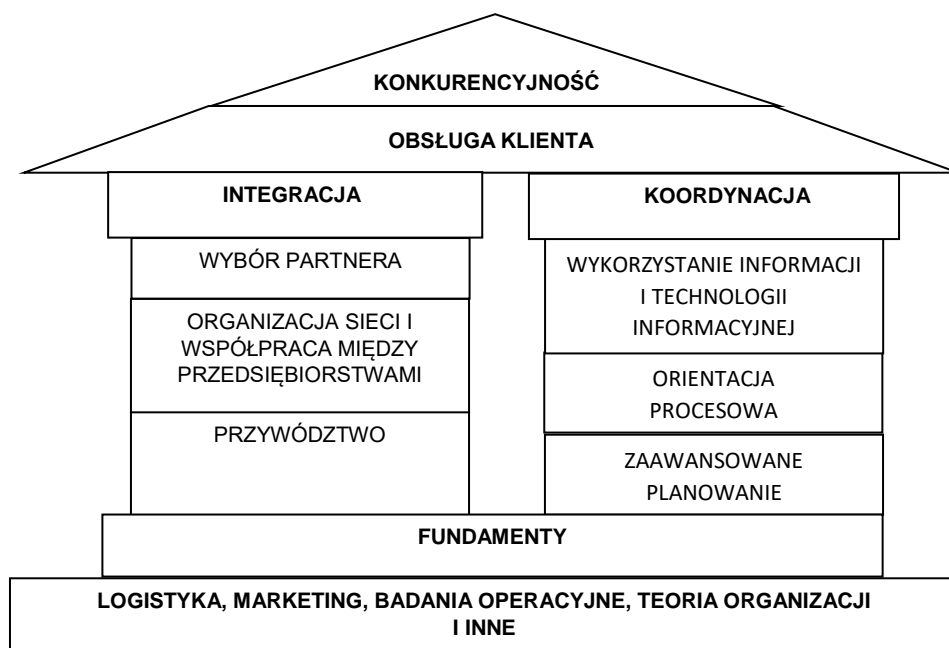 KONKURENCYJNOŚĆ
OBSŁUGA KLIENTA
INTEGRACJA
WYBÓR PARTNERA
ORGANIZACJA SIECI I
WSPÓŁPRACA MIĘDZY
PRZEDSIĘBIORSTWAMI
PRZYWÓDZTWO
KOORDYNACJA
WYKORZYSTANIE INFORMACJI
I TECHNOLOGII
INFORMACYJNEJ
ORIENTACJA
PROCESOWA
ZAAWANSOWANE
PLANOWANIE
FUNDAMENTY
LOGISTYKA, MARKETING, BADANIA OPERACYJNE, TEORIA ORGANIZACJI
I INNE